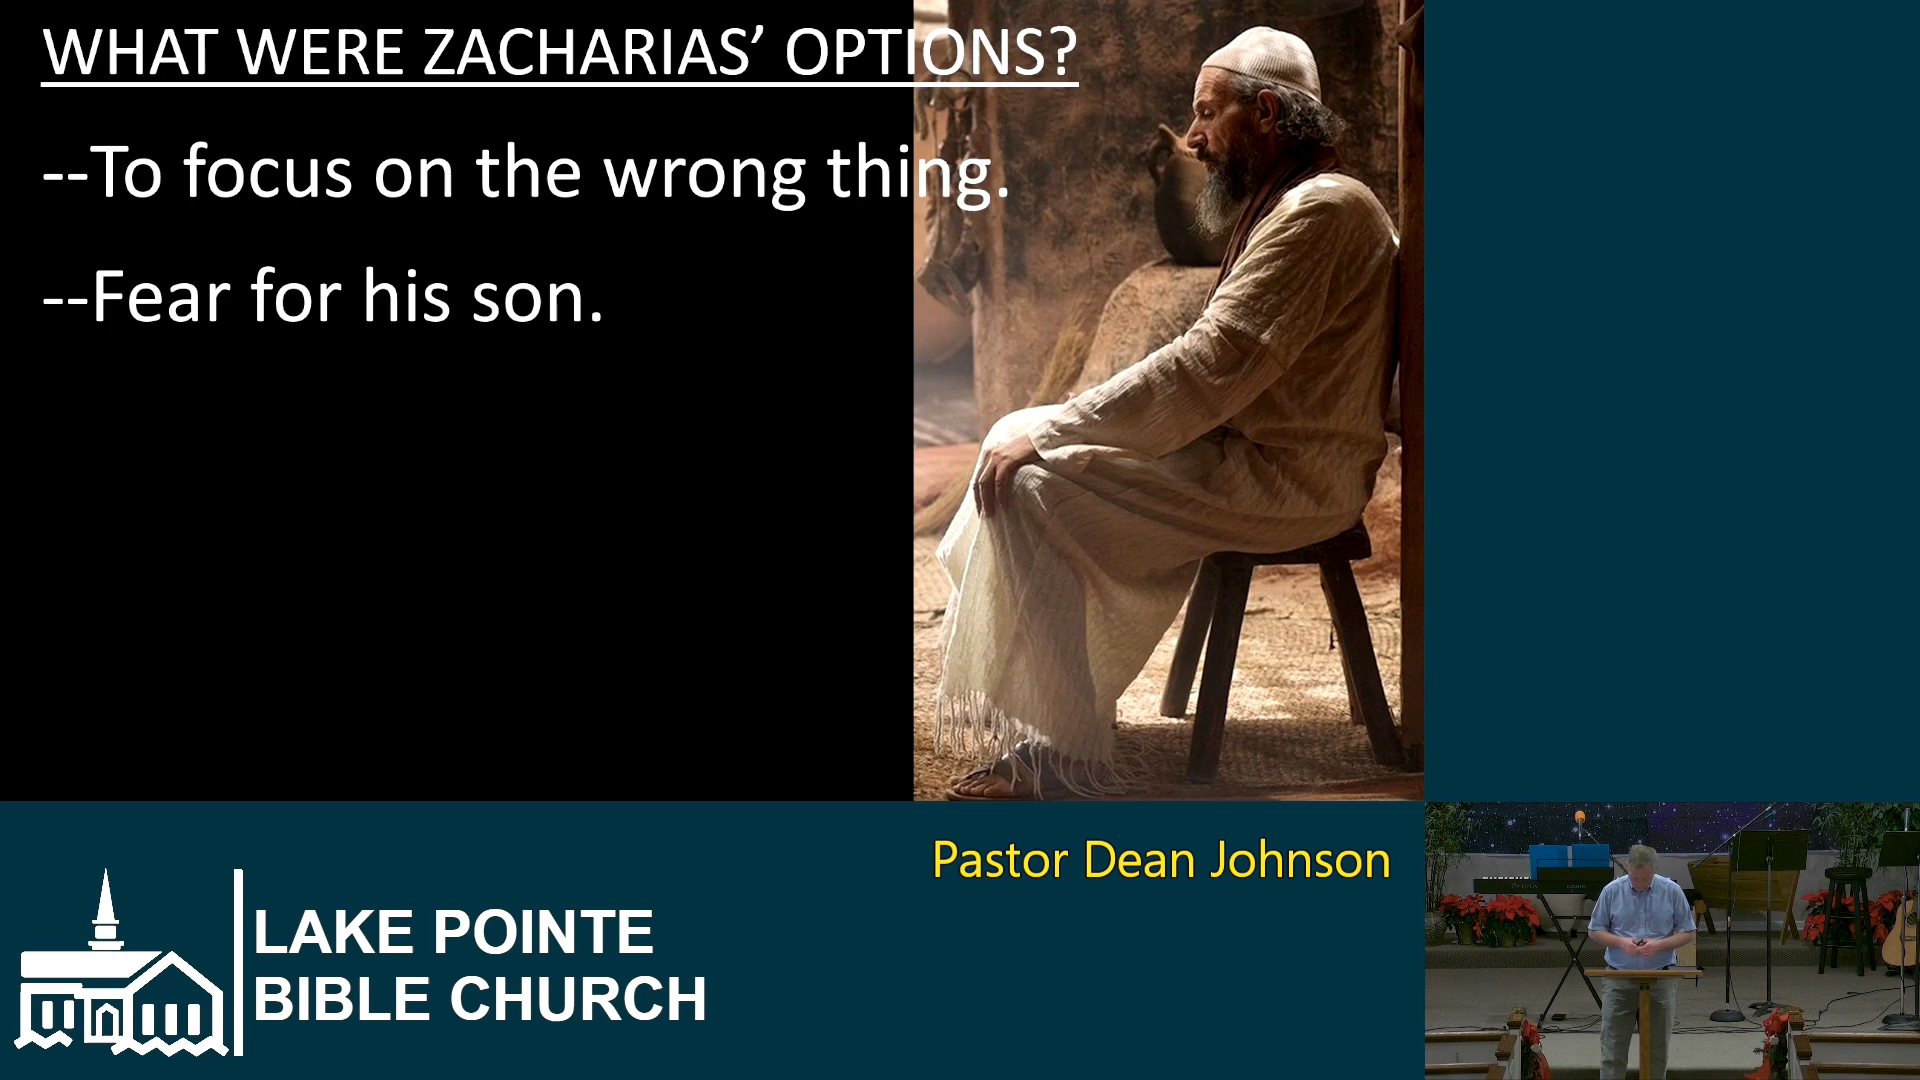 WHAT WERE ZACHARIAS’ OPTIONS?
--To focus on the wrong thing.
--Fear for his son.
Pastor Dean Johnson
LAKE POINTE
BIBLE CHURCH